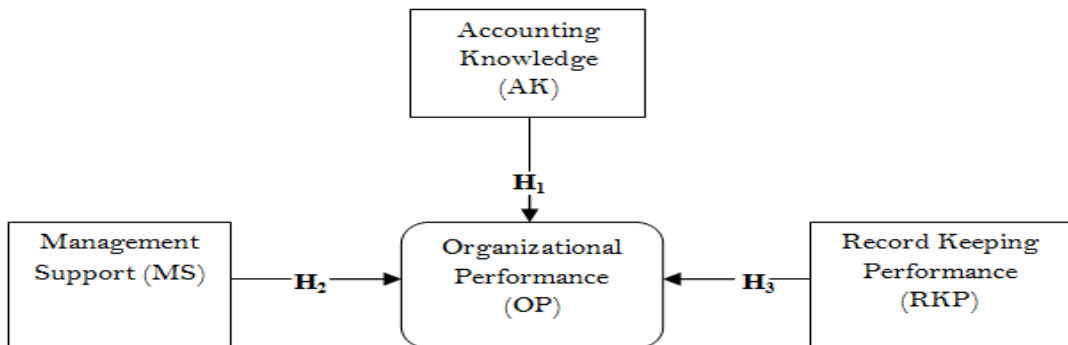 Accounting
Knowledge
(AK)
H₁
Management
Support (MS)
H₂
Organizational
Performance
(OP)
H₃
Record Keeping
Performance
(RKP)